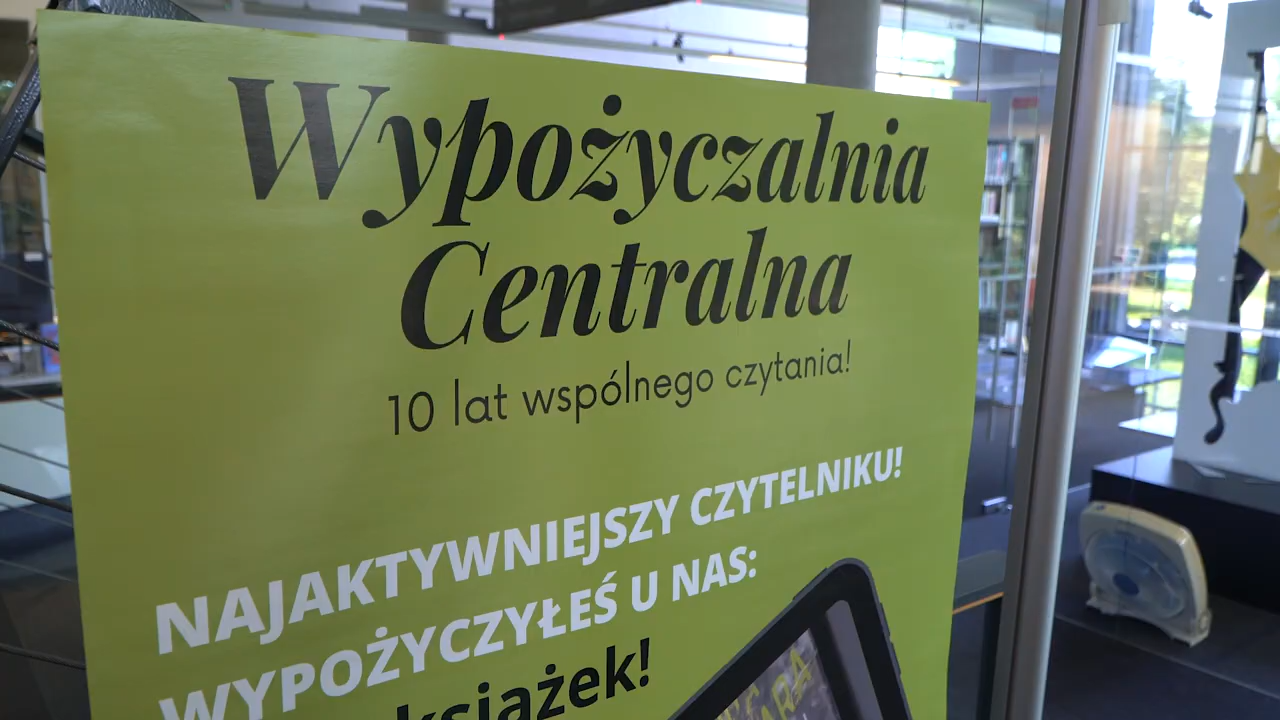 Wypożyczalnia
Centralna
10 lat wspólnego czytania!
NAJAKTYWNIEJSZY CZYTELNIKU!
WYPOŻYCZYŁEŚ U NAS:
książek!